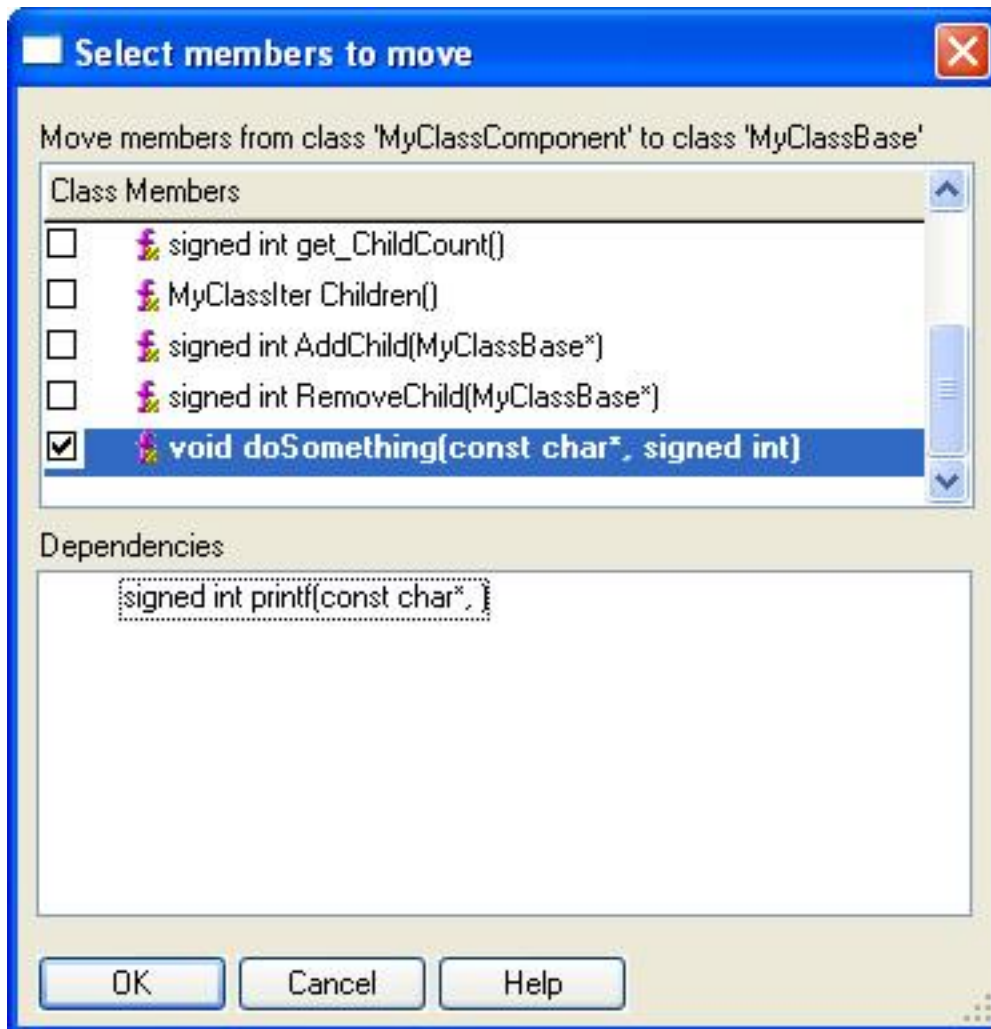 Select members to move
Move members from class 'MyClassComponent' to class 'MyClassBase'
Class Members
signed int get_ChildCount()
MyClassIter Children()
signed int AddChild(MyClassBase*)
signed int RemoveChild(MyClassBase*)
void doSomething(const char*, signed int)
Dependencies
signed int printf(const char*, )
OK Cancel Help